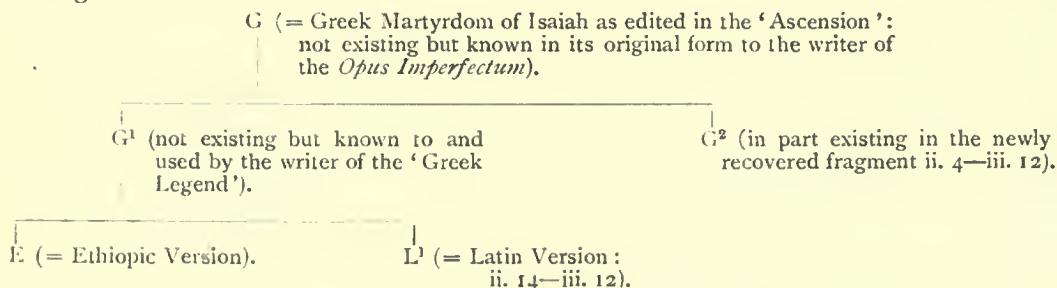 G (= Greek Martyrdom of Isaiah as edited in the ‘Ascension’:
not existing but known in its original form to the writer of
the Opus Imperfectum).
G¹ (not existing but known to and
used by the writer of the ‘Greek
Legend’).
G² (in part existing in the newly
recovered fragment ii. 4—iii. 12).
E (= Ethiopic Version).
L¹ (= Latin Version :
ii. 14—iii. 12).